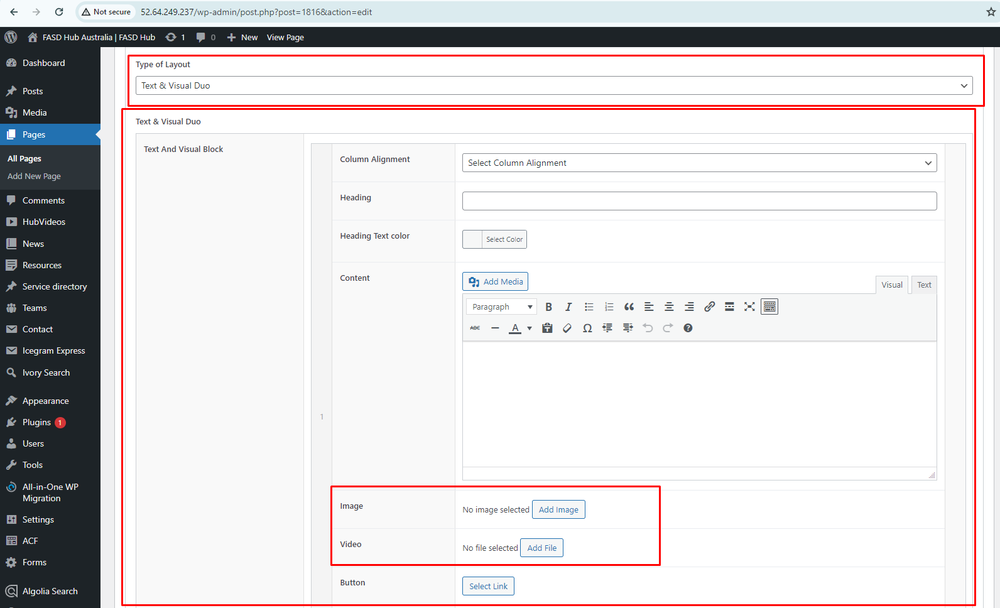 Not secure
52.64.249.237/wp-admin/post.php?post=1816&action=edit
FASD Hub Australia | FASD Hub
1
0
New
View Page
Dashboard
Posts
Media
Pages
All Pages
Add New Page
Comments
HubVideos
News
Resources
Service directory
Teams
Contact
Icegram Express
Ivory Search
Appearance
Plugins 1
Users
Tools
All-in-One WP
Migration
Settings
ACF
Forms
Algolia Search
Type of Layout
Text & Visual Duo
Text & Visual Duo
Text And Visual Block
1
Column Alignment
Select Column Alignment
Heading
Heading Text color
Select Color
Content
Add Media
Visual
Text
Paragraph
ABC
Image
No image selected
Add Image
Video
No file selected
Add File
Button
Select Link